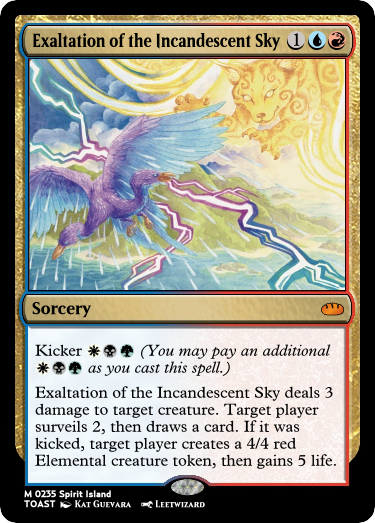 Exaltation of the Incandescent Sky 1
Sorcery
Kicker (You may pay an additional
as you cast this spell.)
Exaltation of the Incandescent Sky deals 3
damage to target creature. Target player
surveils 2, then draws a card. If it was
kicked, target player creates a 4/4 red
Elemental creature token, then gains 5 life.
M 0235 Spirit Island
TOAST Kat Guevara Leetwizard